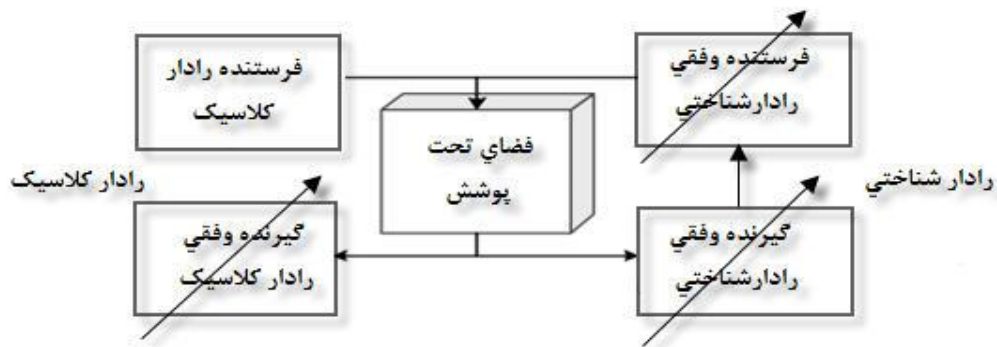 فرستنده وفقي
رادارشناختي
فرستنده رادار
کلاسیک
فضاي تحت
پوشش
رادار شناختي
رادار کلاسیک
گیرنده وفقي
رادارشناختي
گیرنده وفقي
رادار کلاسیک